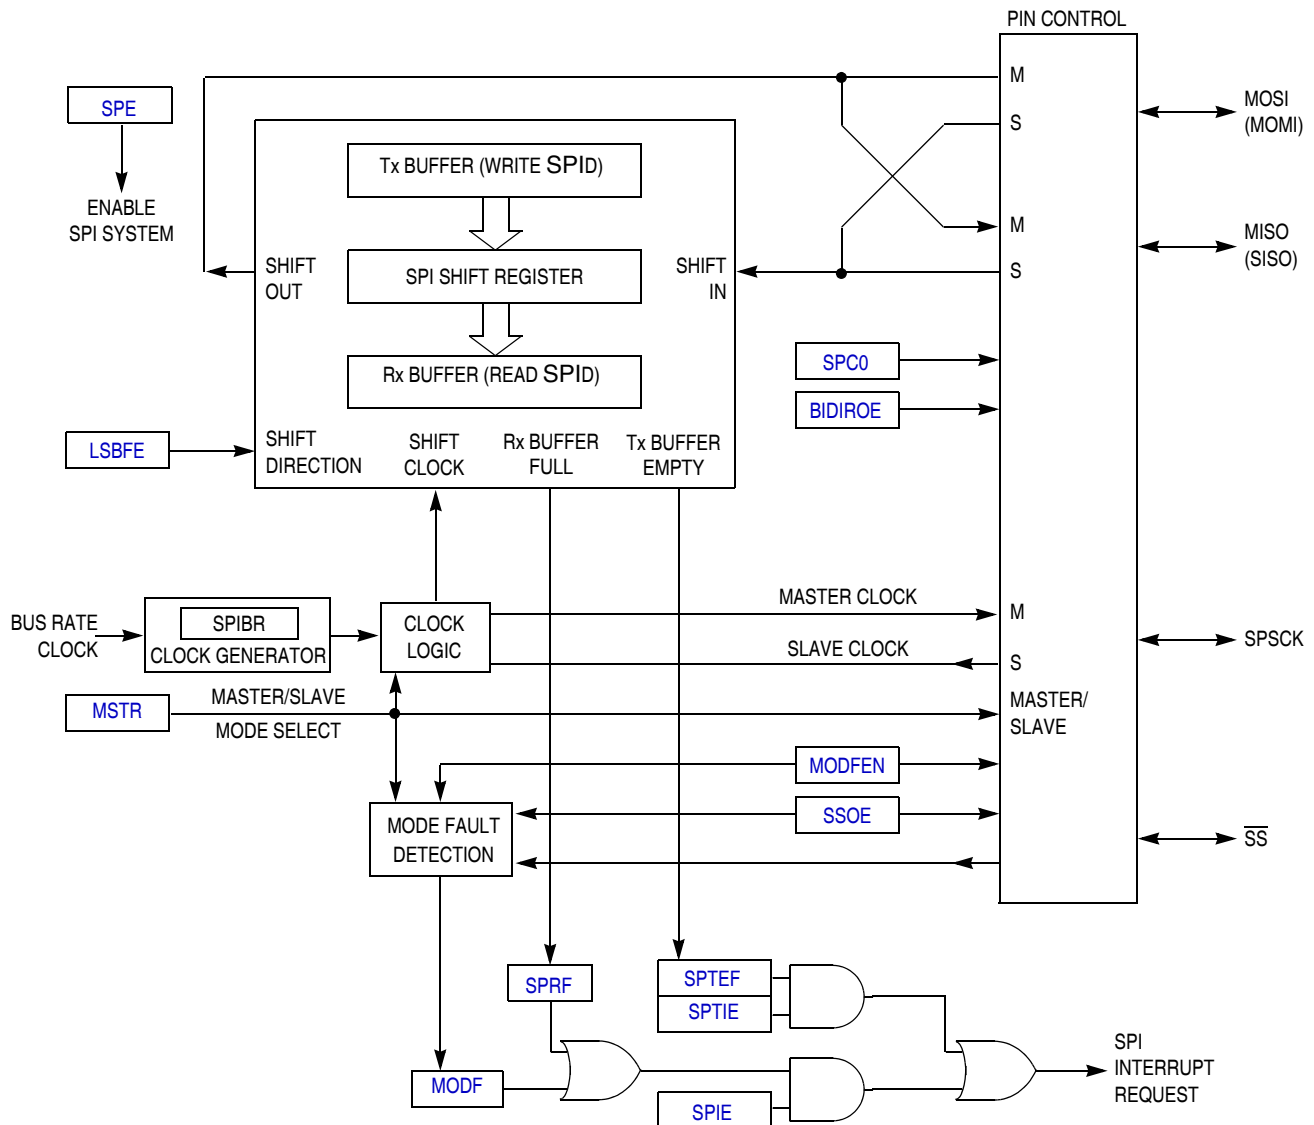 PIN CONTROL
M
MOSI
(MOMI)
SPE
S
Tx BUFFER (WRITE SPID)
ENABLE
SPI SYSTEM
M
MISO
(SISO)
SHIFT
OUT
SPI SHIFT REGISTER
SHIFT
IN
S
SPC0
Rx BUFFER (READ SPID)
BIDIROE
LSBFE
SHIFT
DIRECTION
SHIFT
CLOCK
Rx BUFFER
FULL
Tx BUFFER
EMPTY
MASTER CLOCK
M
BUS RATE
CLOCK
SPIBR
CLOCK GENERATOR
CLOCK
LOGIC
SLAVE CLOCK
S
SPSCK
MSTR
MASTER/SLAVE
MODE SELECT
MASTER/
SLAVE
MODFEN
SSOE
MODE FAULT
DETECTION
SS
SPRF
SPTEF
SPTIE
MODF
SPIE
SPI
INTERRUPT
REQUEST